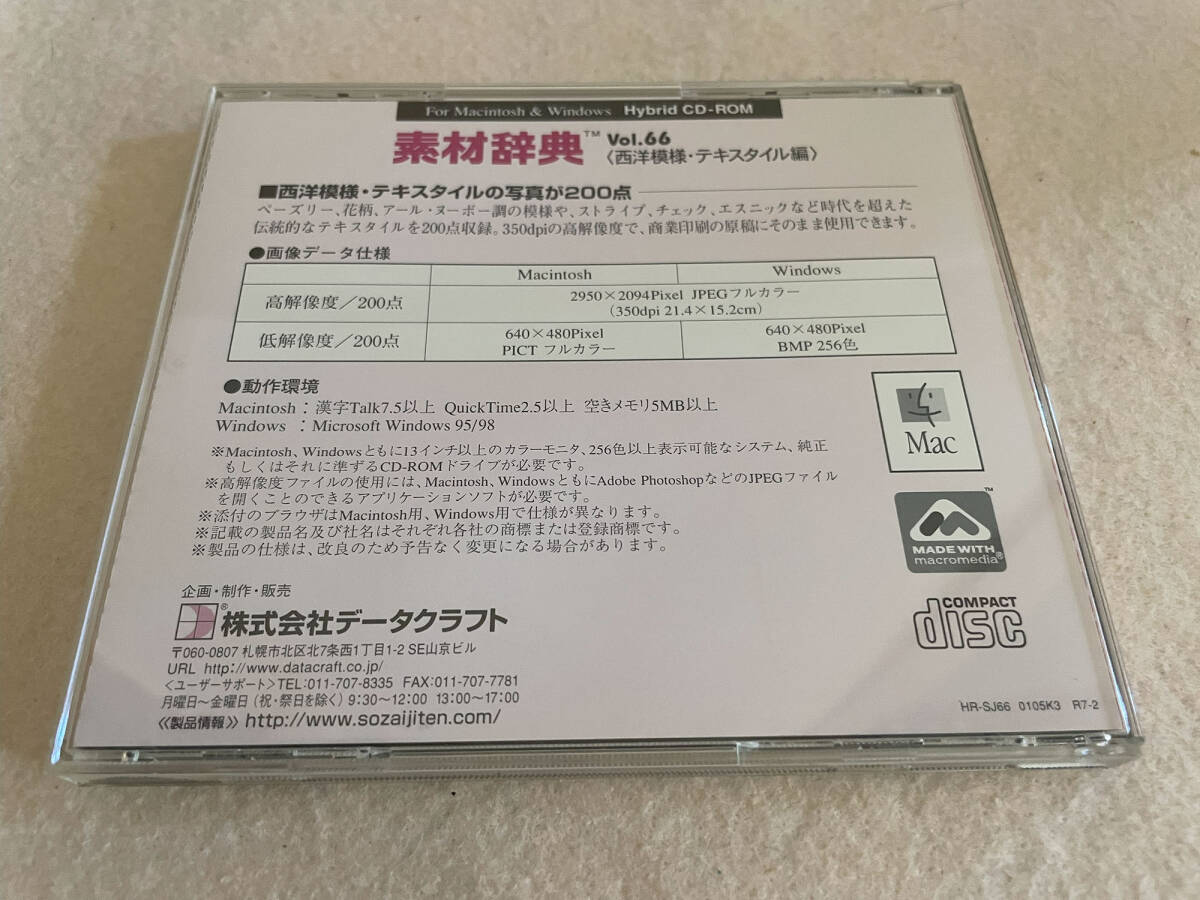 For Macintosh & Windows Hybrid CD-ROM
素材辞典™ Vol.66
〈西洋模様・テキスタイル編〉
■西洋模様・テキスタイルの写真が200点
ペーズリー、花柄、アール・ヌーボー調の模様や、ストライプ、チェック、エスニックなど時代を超えた
伝統的なテキスタイルを200点収録。350dpiの高解像度で、商業印刷の原稿にそのまま使用できます。
●画像データ仕様
Macintosh Windows
高解像度／200点 2950×2094Pixel JPEGフルカラー
（350dpi 21.4×15.2cm）
低解像度／200点 640×480Pixel 640×480Pixel
PICT フルカラー BMP 256色
●動作環境
Macintosh：漢字Talk7.5以上 QuickTime2.5以上 空きメモリ5MB以上
Windows ：Microsoft Windows 95/98
※Macintosh、Windowsともに13インチ以上のカラーモニタ、256色以上表示可能なシステム、純正
もしくはそれに準ずるCD-ROMドライブが必要です。
※高解像度ファイルの使用には、Macintosh、WindowsともにAdobe PhotoshopなどのJPEGファイル
を開くことのできるアプリケーションソフトが必要です。
※添付のブラウザはMacintosh用、Windows用で仕様が異なります。
※記載の製品名及び社名はそれぞれ各社の商標または登録商標です。
※製品の仕様は、改良のため予告なく変更になる場合があります。
Mac
MADE WITH
macromedia®
™
企画・制作・販売
®株式会社データクラフト
〒060-0807 札幌市北区北7条西1丁目1-2 SE山京ビル
URL http://www.datacraft.co.jp/
〈ユーザーサポート〉TEL:011-707-8335 FAX:011-707-7781
月曜日〜金曜日（祝・祭日を除く）9:30〜12:00 13:00〜17:00
《製品情報》http://www.sozaijiten.com/
COMPACT
disc
HR-SJ66 0105K3 R7-2